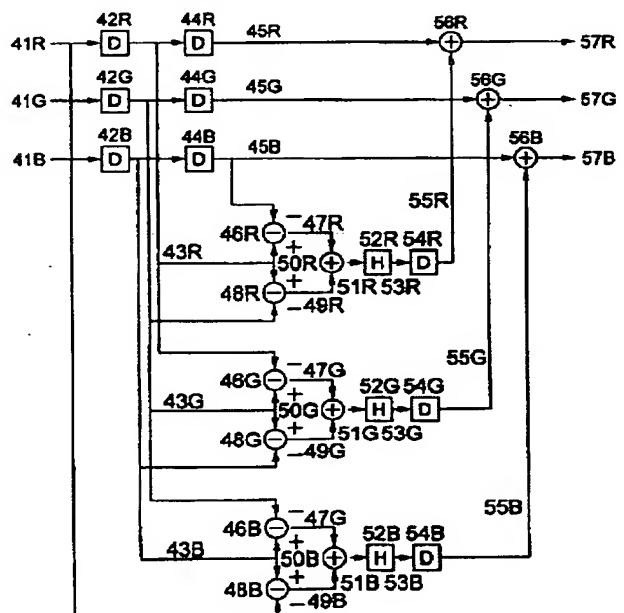 42R 44R 45R 56R
41R D D + 57R
42G 44G 45G 56G
41G D D + 57G
42B 44B 45B 56B
41B D D + 57B
55R
− 47R
46R − 52R 54R
43R + 50R + H D
+ 51R 53R
48R − −49R
55G
− 47G
46G − 52G 54G
43G + 50G + H D
+ 51G 53G
48G − −49G
55B
− 47G
46B − 52B 54B
43B + 50B + H D
+ 51B 53B
48B − −49B